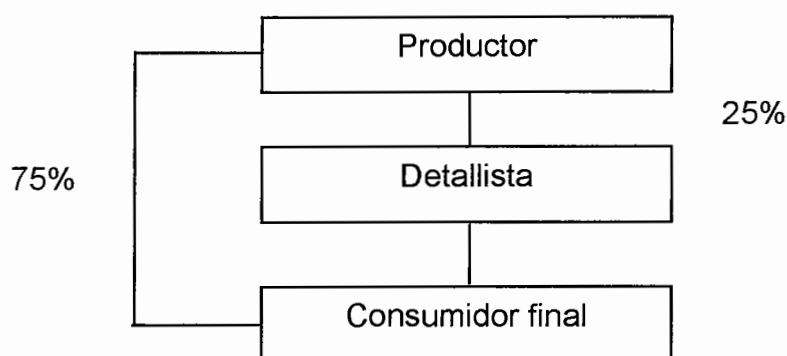 Productor
25%
75%
Detallista
Consumidor final